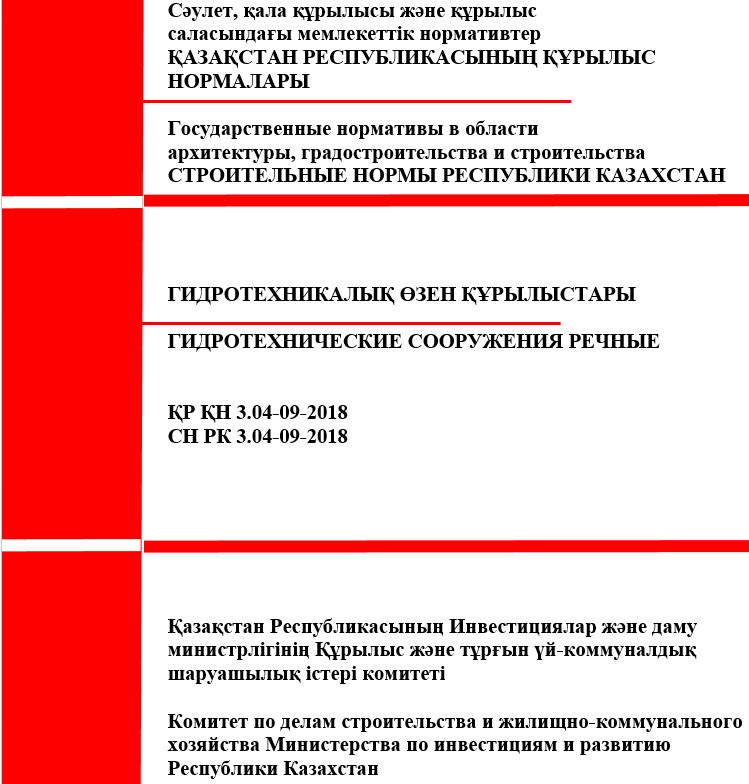 Сәулет, қала құрылысы және құрылыс
саласындағы мемлекеттік нормативтер
ҚАЗАҚСТАН РЕСПУБЛИКАСЫНЫҢ ҚҰРЫЛЫС
НОРМАЛАРЫ
Государственные нормативы в области
архитектуры, градостроительства и строительства
СТРОИТЕЛЬНЫЕ НОРМЫ РЕСПУБЛИКИ КАЗАХСТАН
ГИДРОТЕХНИКАЛЫҚ ӨЗЕН ҚҰРЫЛЫСТАРЫ
ГИДРОТЕХНИЧЕСКИЕ СООРУЖЕНИЯ РЕЧНЫЕ
ҚР ҚН 3.04-09-2018
СН РК 3.04-09-2018
Қазақстан Республикасының Инвестициялар және даму
министрлігінің Құрылыс және тұрғын үй-коммуналдық
шаруашылық істері комитеті
Комитет по делам строительства и жилищно-коммунального
хозяйства Министерства по инвестициям и развитию
Республики Казахстан